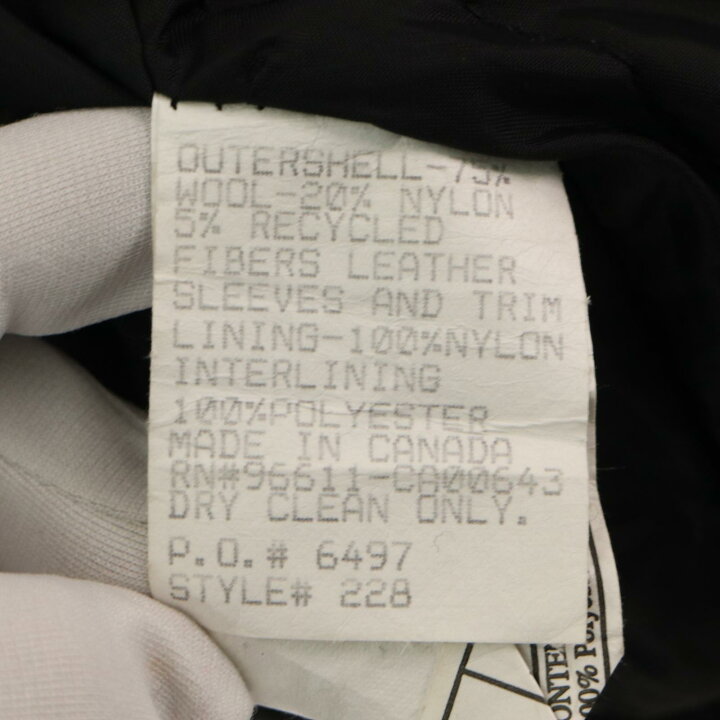 OUTERSHELL-75%
WOOL-20% NYLON
5% RECYCLED
FIBERS LEATHER
SLEEVES AND TRIM
LINING-100%NYLON
INTERLINING
100%POLYESTER
MADE IN CANADA
RN#96611-CA00643
DRY CLEAN ONLY.
P.O.# 6497
STYLE# 228